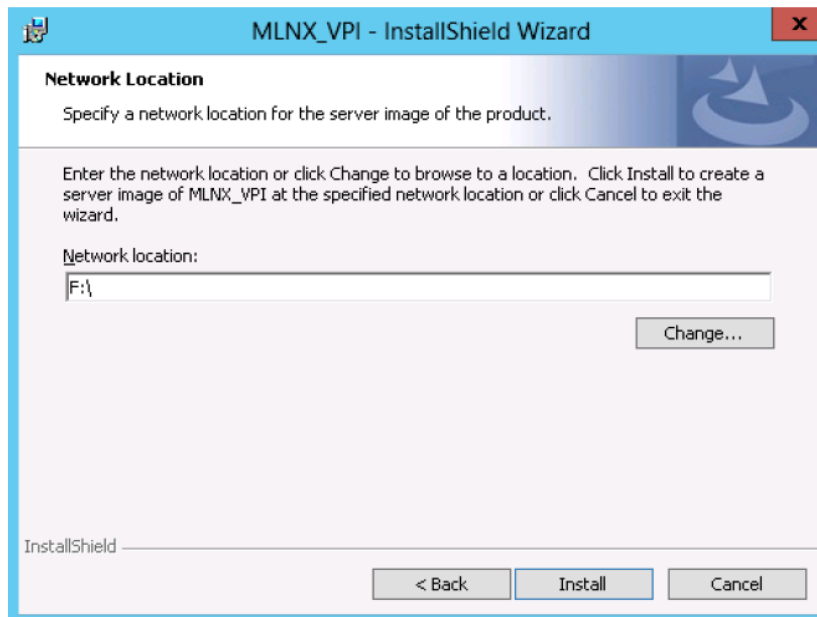 MLNX_VPI - InstallShield Wizard
x
Network Location
Specify a network location for the server image of the product.
Enter the network location or click Change to browse to a location. Click Install to create a
server image of MLNX_VPI at the specified network location or click Cancel to exit the
wizard.
Network location:
F:\
Change...
InstallShield
< Back Install Cancel